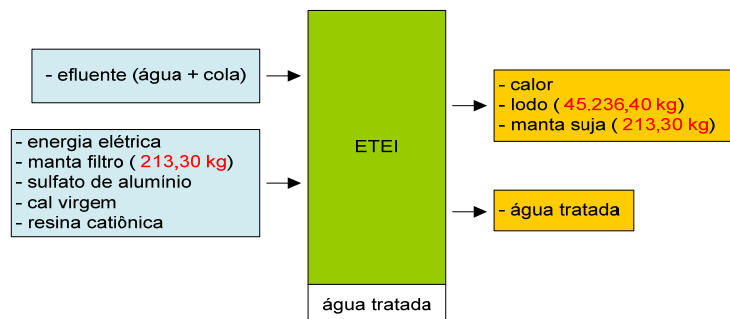 - efluente (água + cola)
- energia elétrica
- manta filtro ( 213,30 kg)
- sulfato de alumínio
- cal virgem
- resina catiônica
ETEI
água tratada
- calor
- lodo ( 45.236,40 kg)
- manta suja ( 213,30 kg)
- água tratada